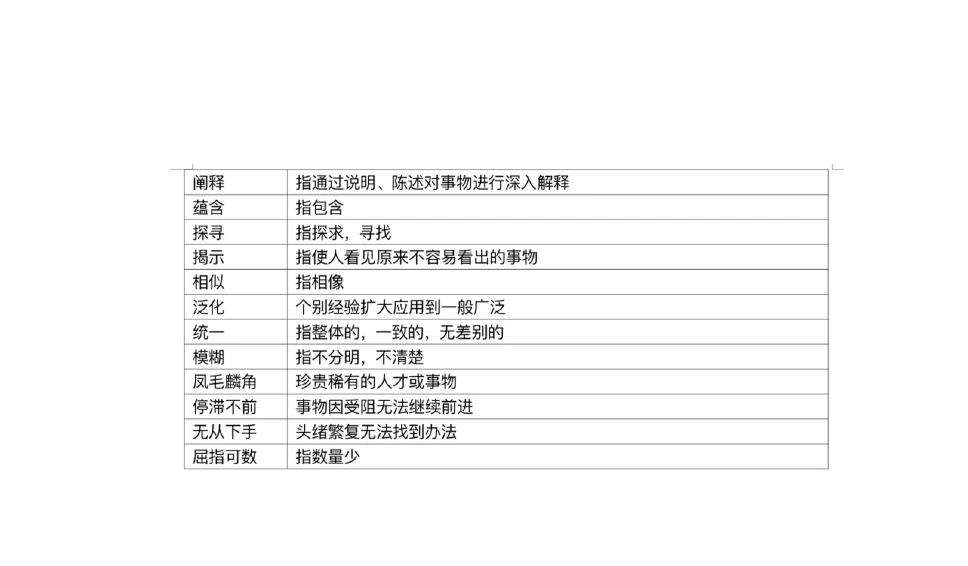 阐释 指通过说明、陈述对事物进行深入解释
蕴含 指包含
探寻 指探求，寻找
揭示 指使人看见原来不容易看出的事物
相似 指相像
泛化 个别经验扩大应用到一般广泛
统一 指整体的，一致的，无差别的
模糊 指不分明，不清楚
凤毛麟角 珍贵稀有的人才或事物
停滞不前 事物因受阻无法继续前进
无从下手 头绪繁复无法找到办法
屈指可数 指数量少